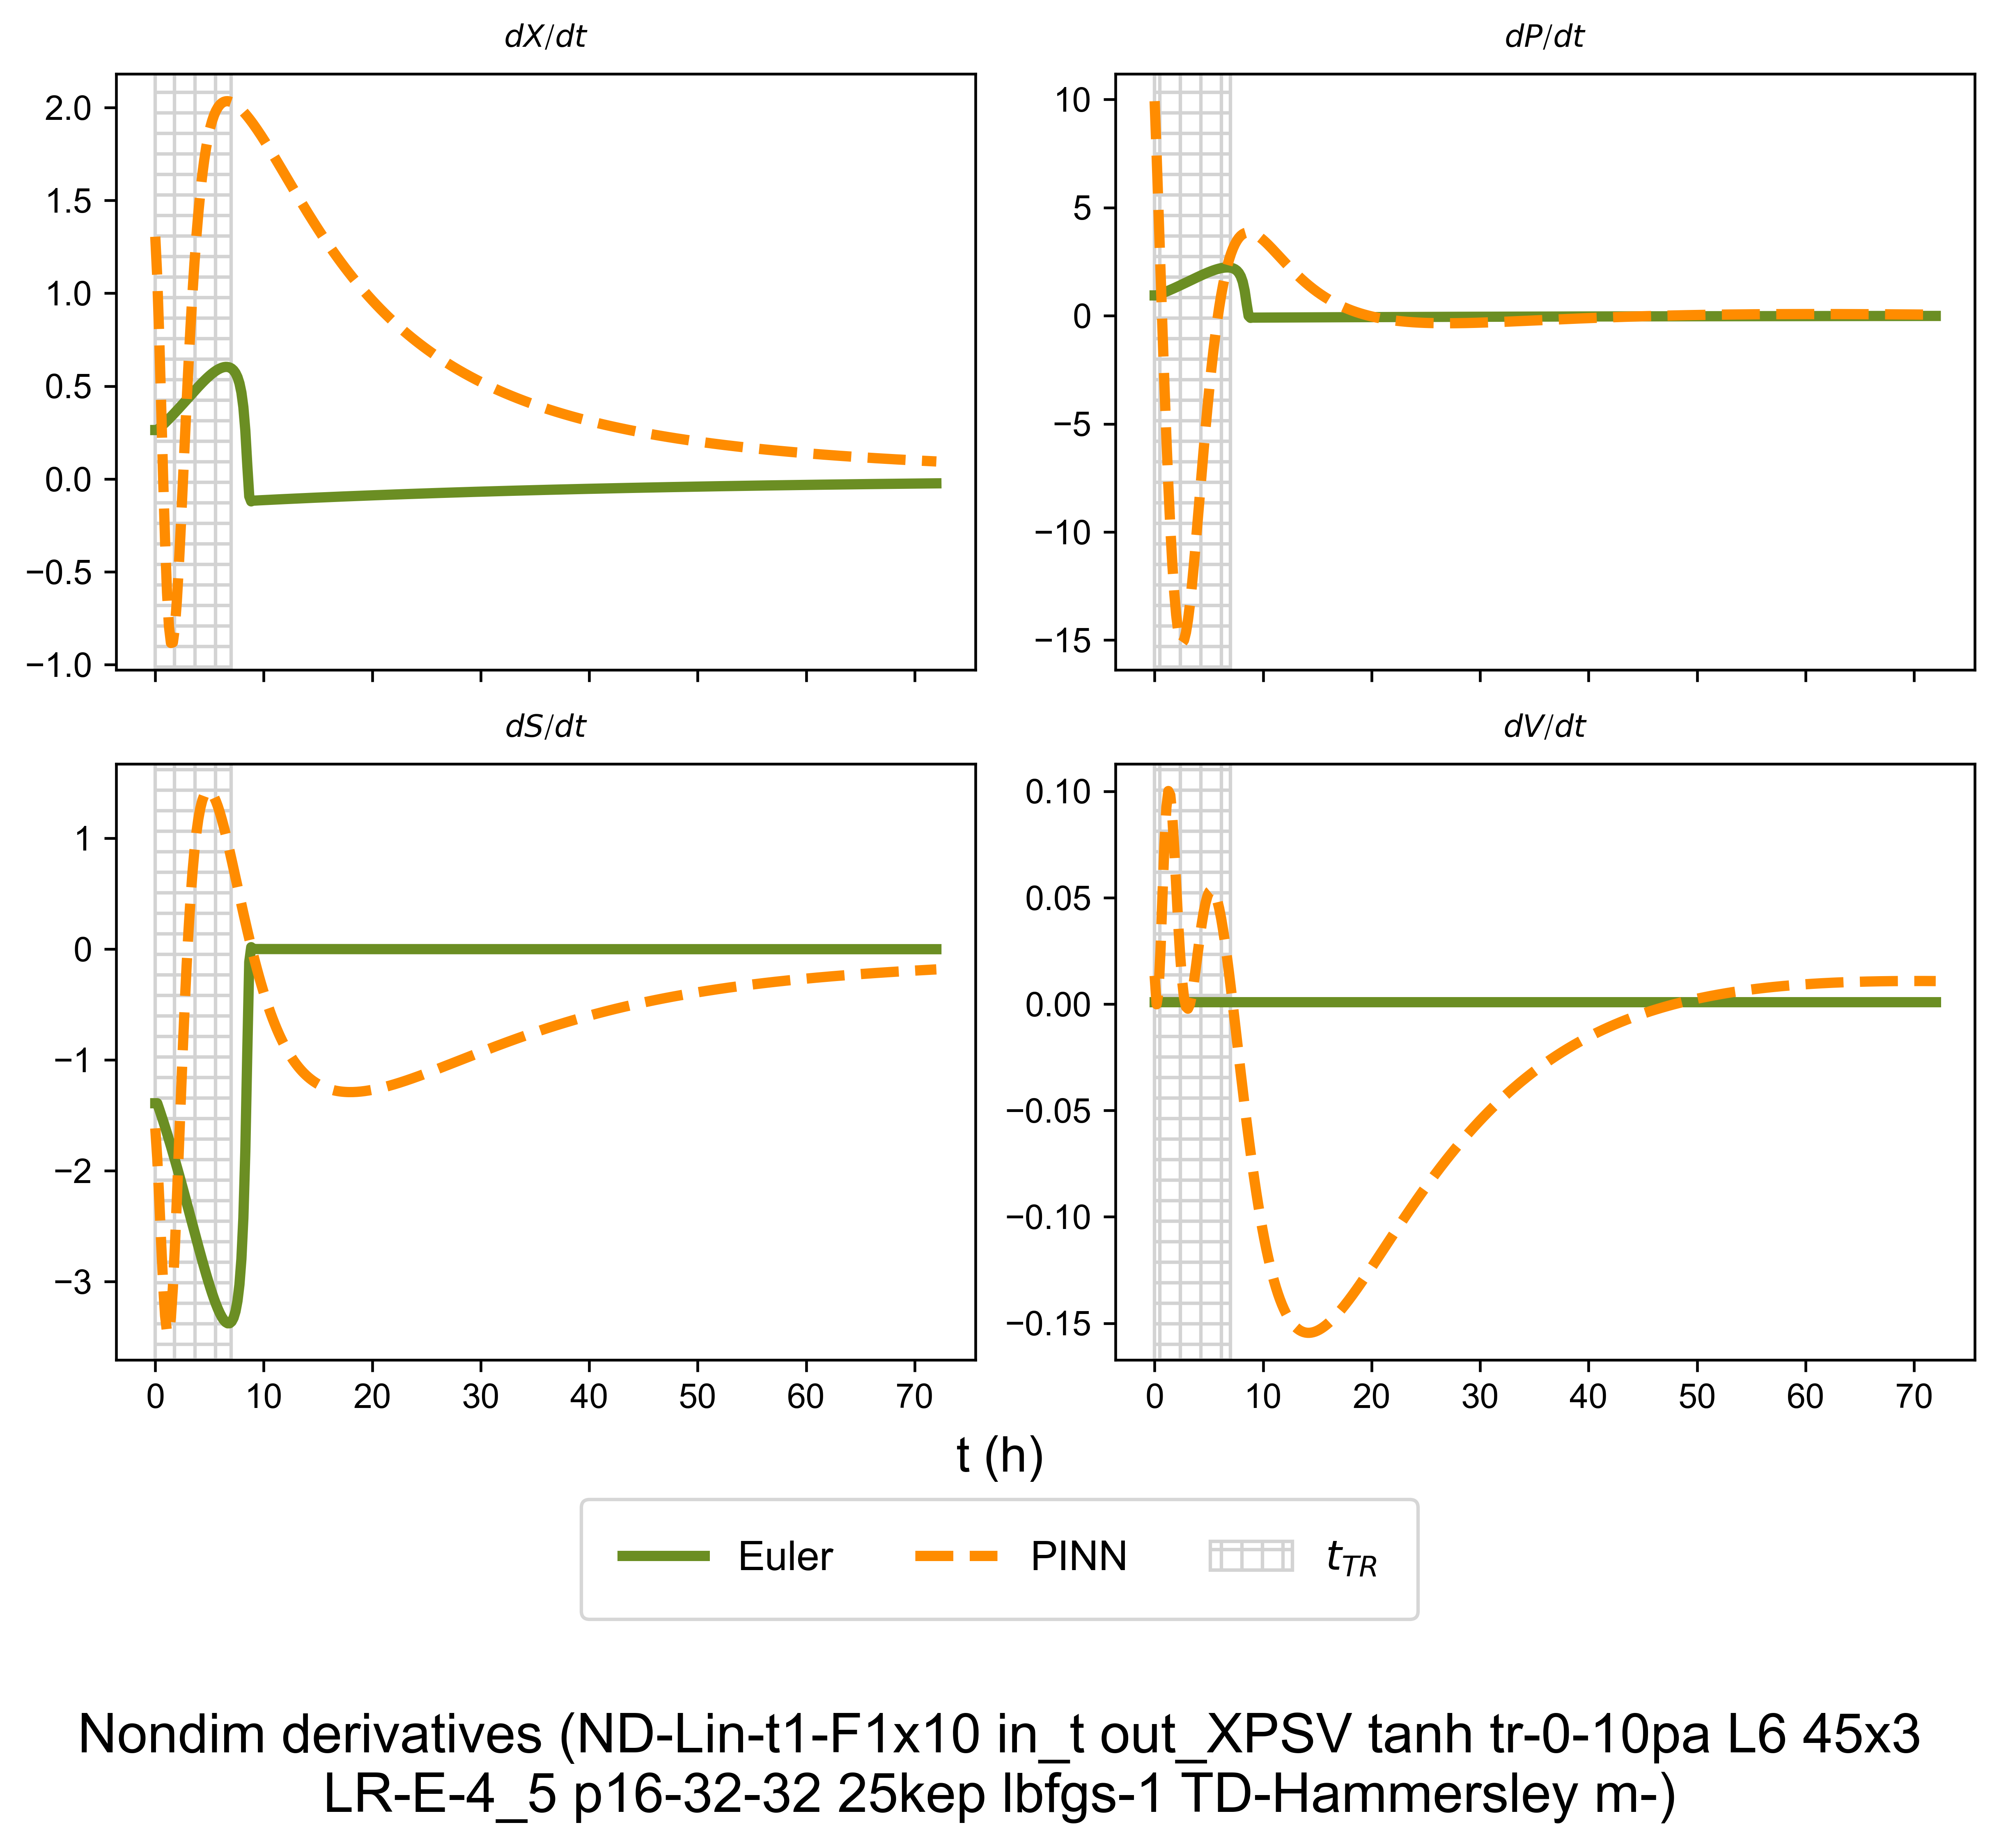 dX/dt
dP/dt
2.0
1.5
1.0
0.5
0.0
−0.5
−1.0
10
5
0
−5
−10
−15
dS/dt
dV/dt
1
0
−1
−2
−3
0 10 20 30 40 50 60 70
0.10
0.05
0.00
−0.05
−0.10
−0.15
0 10 20 30 40 50 60 70
t (h)
Euler PINN t_TR
Nondim derivatives (ND-Lin-t1-F1x10 in_t out_XPSV tanh tr-0-10pa L6 45x3
LR-E-4_5 p16-32-32 25kep lbfgs-1 TD-Hammersley m-)